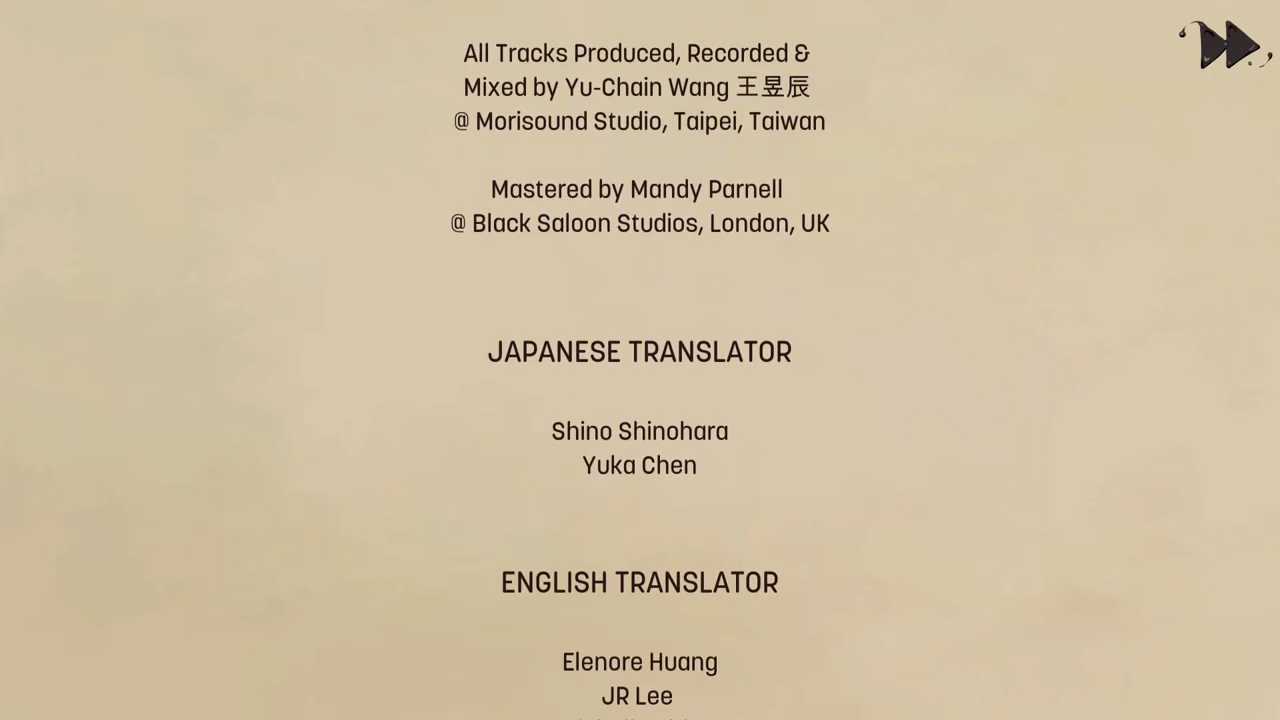 All Tracks Produced, Recorded &
Mixed by Yu-Chain Wang 王昱辰
@ Morisound Studio, Taipei, Taiwan
Mastered by Mandy Parnell
@ Black Saloon Studios, London, UK
JAPANESE TRANSLATOR
Shino Shinohara
Yuka Chen
ENGLISH TRANSLATOR
Elenore Huang
JR Lee